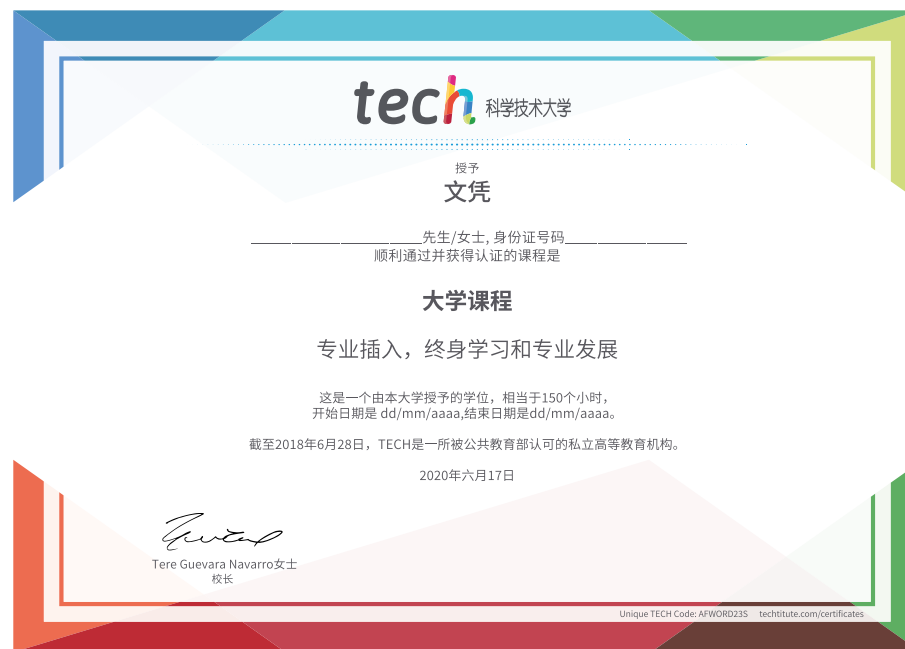 tech 科学技术大学
授予
文凭
先生/女士, 身份证号码
顺利通过并获得认证的课程是
大学课程
专业插入，终身学习和专业发展
这是一个由本大学授予的学位，相当于150个小时，
开始日期是 dd/mm/aaaa,结束日期是dd/mm/aaaa。
截至2018年6月28日，TECH是一所被公共教育部认可的私立高等教育机构。
2020年六月17日
Tere Guevara Navarro女士
校长
Unique TECH Code: AFWORD23S techtitute.com/certificates